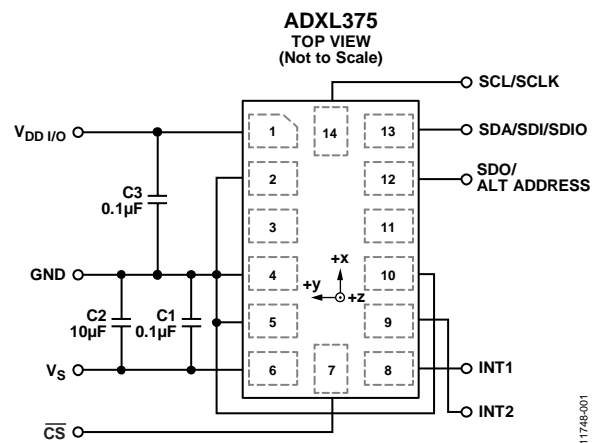 ADXL375
TOP VIEW
(Not to Scale)
SCL/SCLK
V_DD I/O
1
14
13
SDA/SDI/SDIO
2
12
SDO/
ALT ADDRESS
C3
0.1µF
3
11
GND
4
+x
+y
+z
10
C2
10µF
C1
0.1µF
5
9
V_S
6
7
8
INT1
INT2
C̅S̅
11748-001